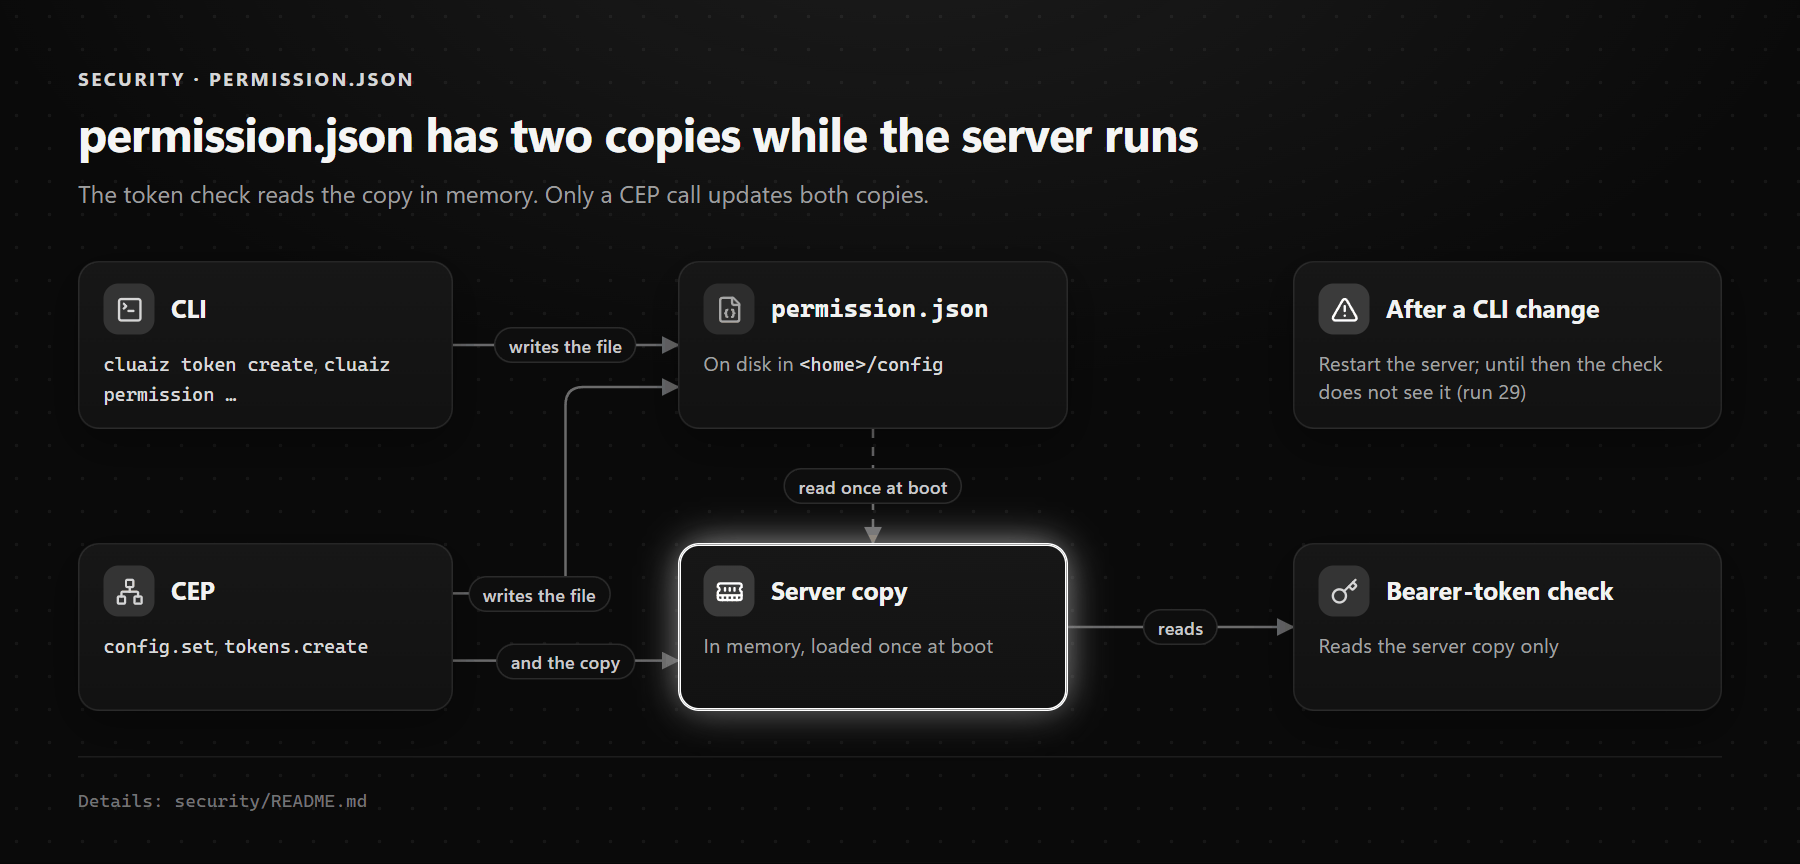 SECURITY · PERMISSION.JSON
permission.json has two copies while the server runs
The token check reads the copy in memory. Only a CEP call updates both copies.
CLI
cluaiz token create, cluaiz
permission …
writes the file
permission.json
On disk in <home>/config
After a CLI change
Restart the server; until then the check
does not see it (run 29)
read once at boot
CEP
config.set, tokens.create
writes the file
and the copy
Server copy
In memory, loaded once at boot
reads
Bearer-token check
Reads the server copy only
Details: security/README.md